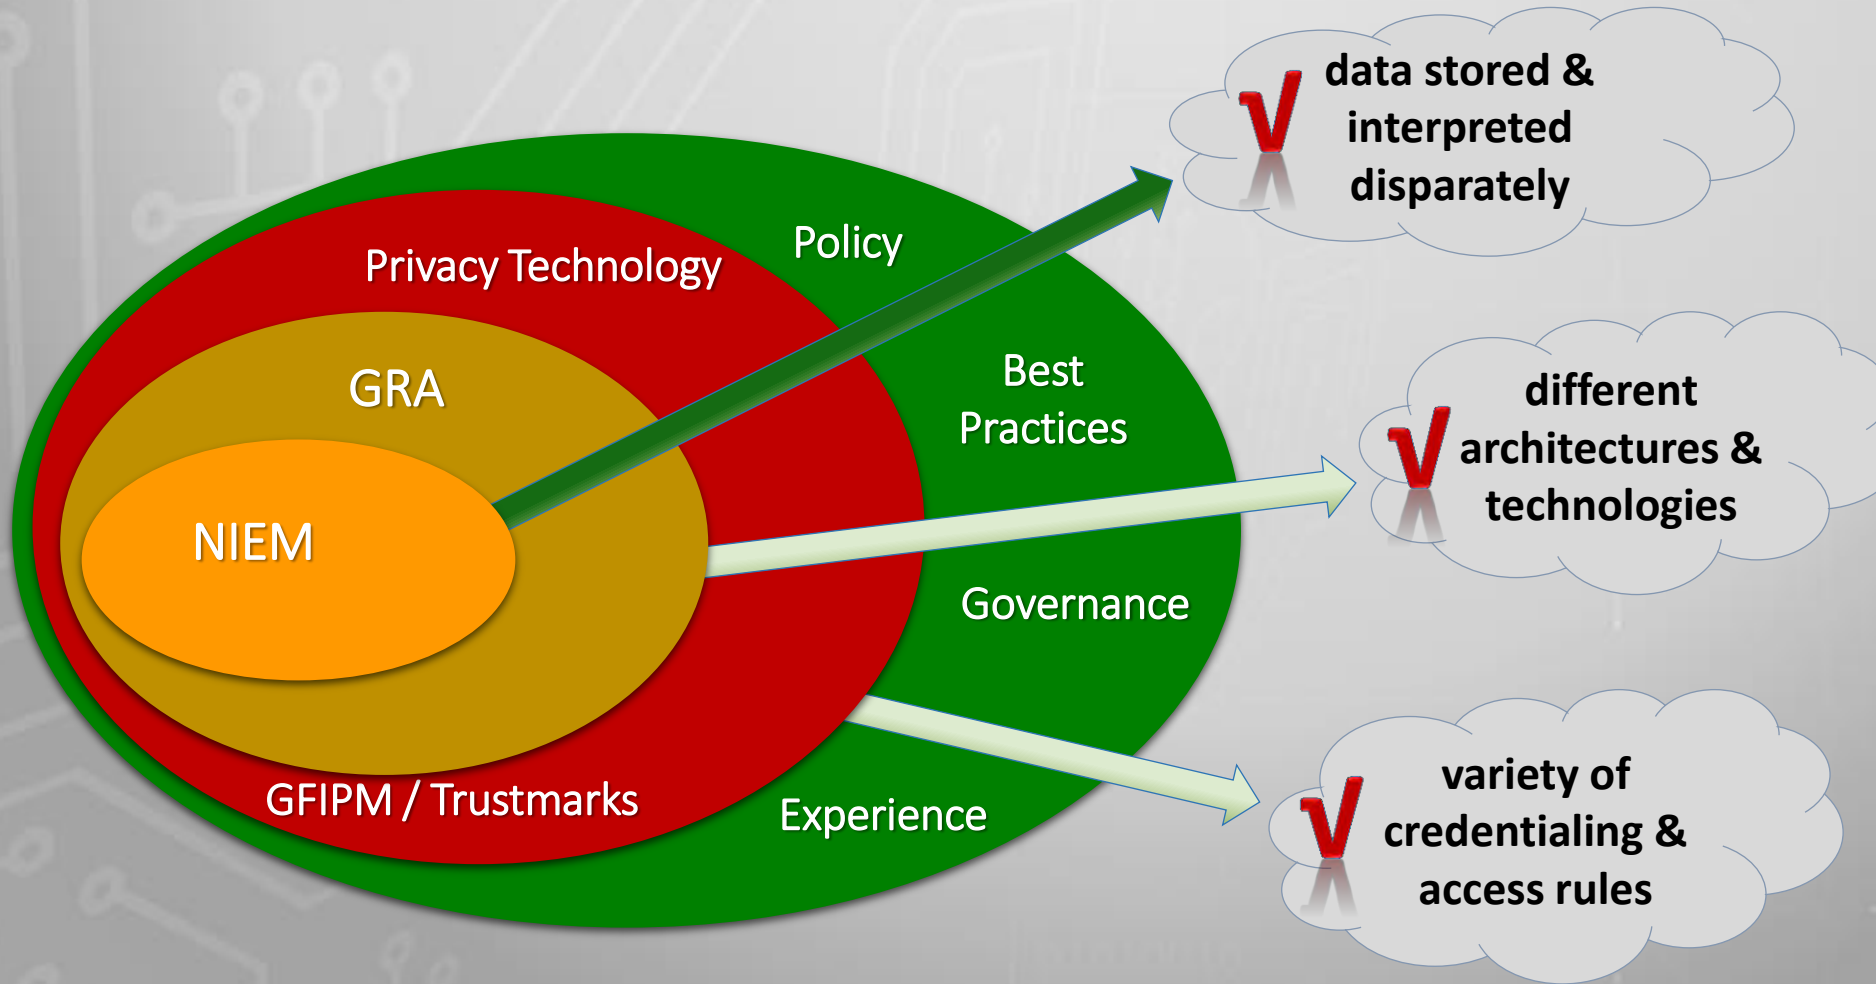 Privacy Technology
GRA
NIEM
GFIPM / Trustmarks
Policy
Best
Practices
Governance
Experience
√ data stored &
interpreted
disparately
different
√ architectures &
technologies
variety of
√ credentialing &
access rules